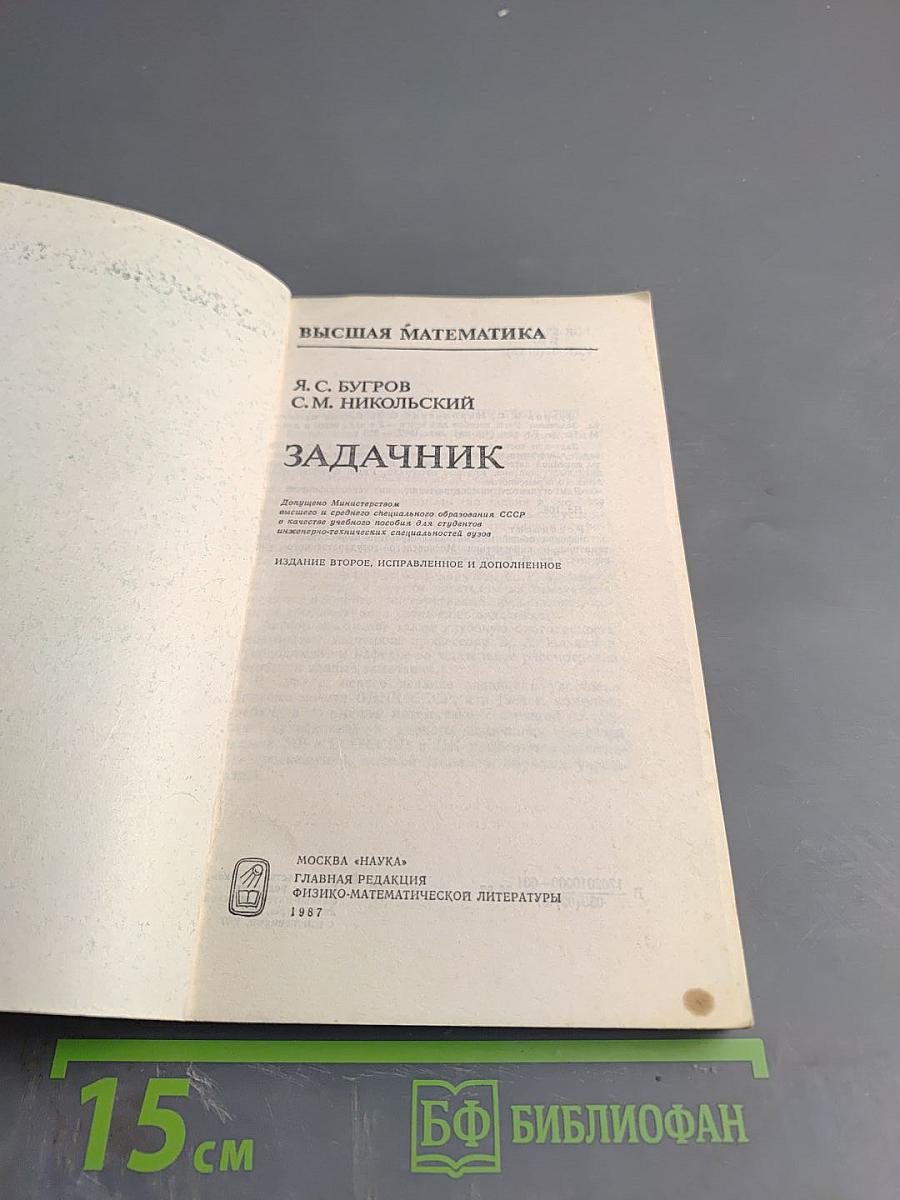 ВЫСШАЯ МАТЕМАТИКА
Я. С. БУГРОВ
С. М. НИКОЛЬСКИЙ
ЗАДАЧНИК
Допущено Министерством
высшего и среднего специального образования СССР
в качестве учебного пособия для студентов
инженерно-технических специальностей вузов
ИЗДАНИЕ ВТОРОЕ, ИСПРАВЛЕННОЕ И ДОПОЛНЕННОЕ
МОСКВА «НАУКА»
ГЛАВНАЯ РЕДАКЦИЯ
ФИЗИКО-МАТЕМАТИЧЕСКОЙ ЛИТЕРАТУРЫ
1987
15 см
БФ БИБЛИОФАН